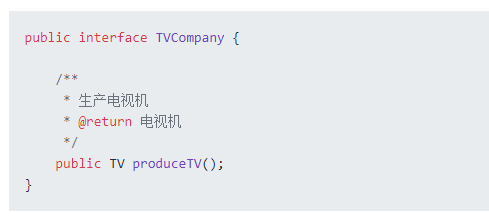 public interface TVCompany {
/**
* 生产电视机
* @return 电视机
*/
public TV produceTV();
}